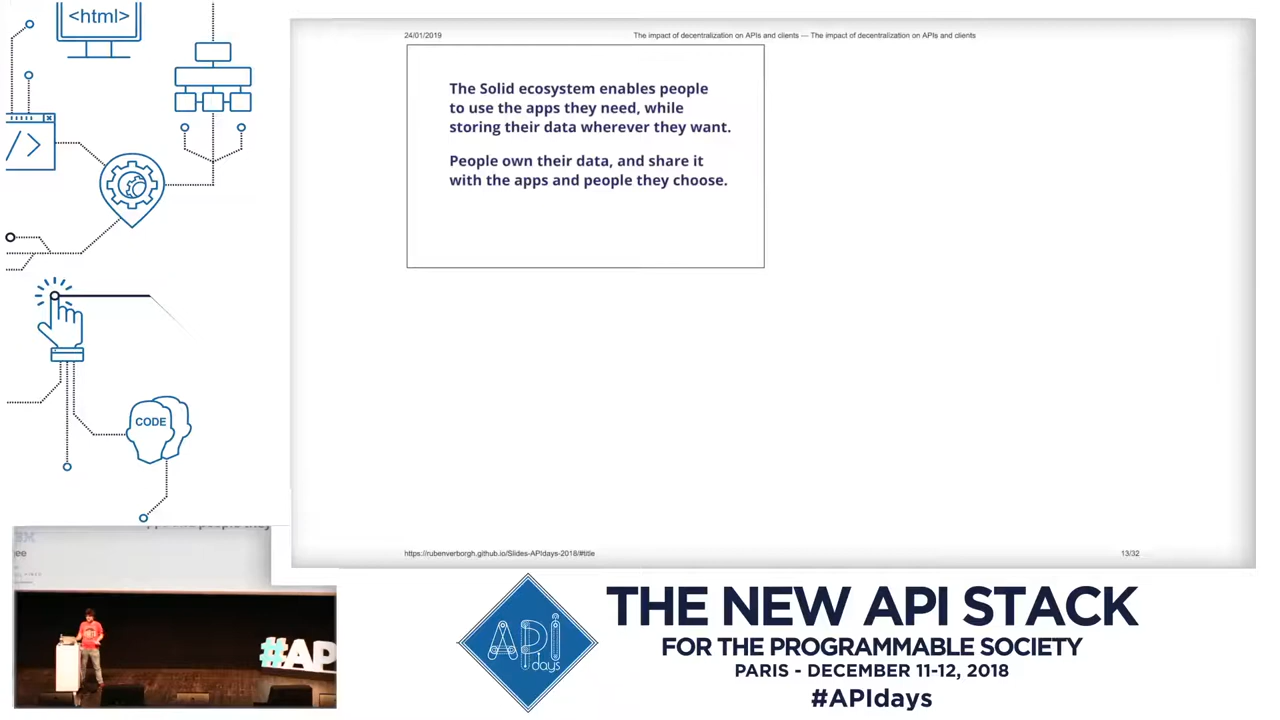 <html>
24/01/2019
The impact of decentralization on APIs and clients — The impact of decentralization on APIs and clients
The Solid ecosystem enables people
to use the apps they need, while
storing their data wherever they want.
People own their data, and share it
with the apps and people they choose.
</>
CODE
https://rubenverborgh.github.io/Slides-APIdays-2018/#title
13/32
#AP
API
days
THE NEW API STACK
FOR THE PROGRAMMABLE SOCIETY
PARIS - DECEMBER 11-12, 2018
#APIdays